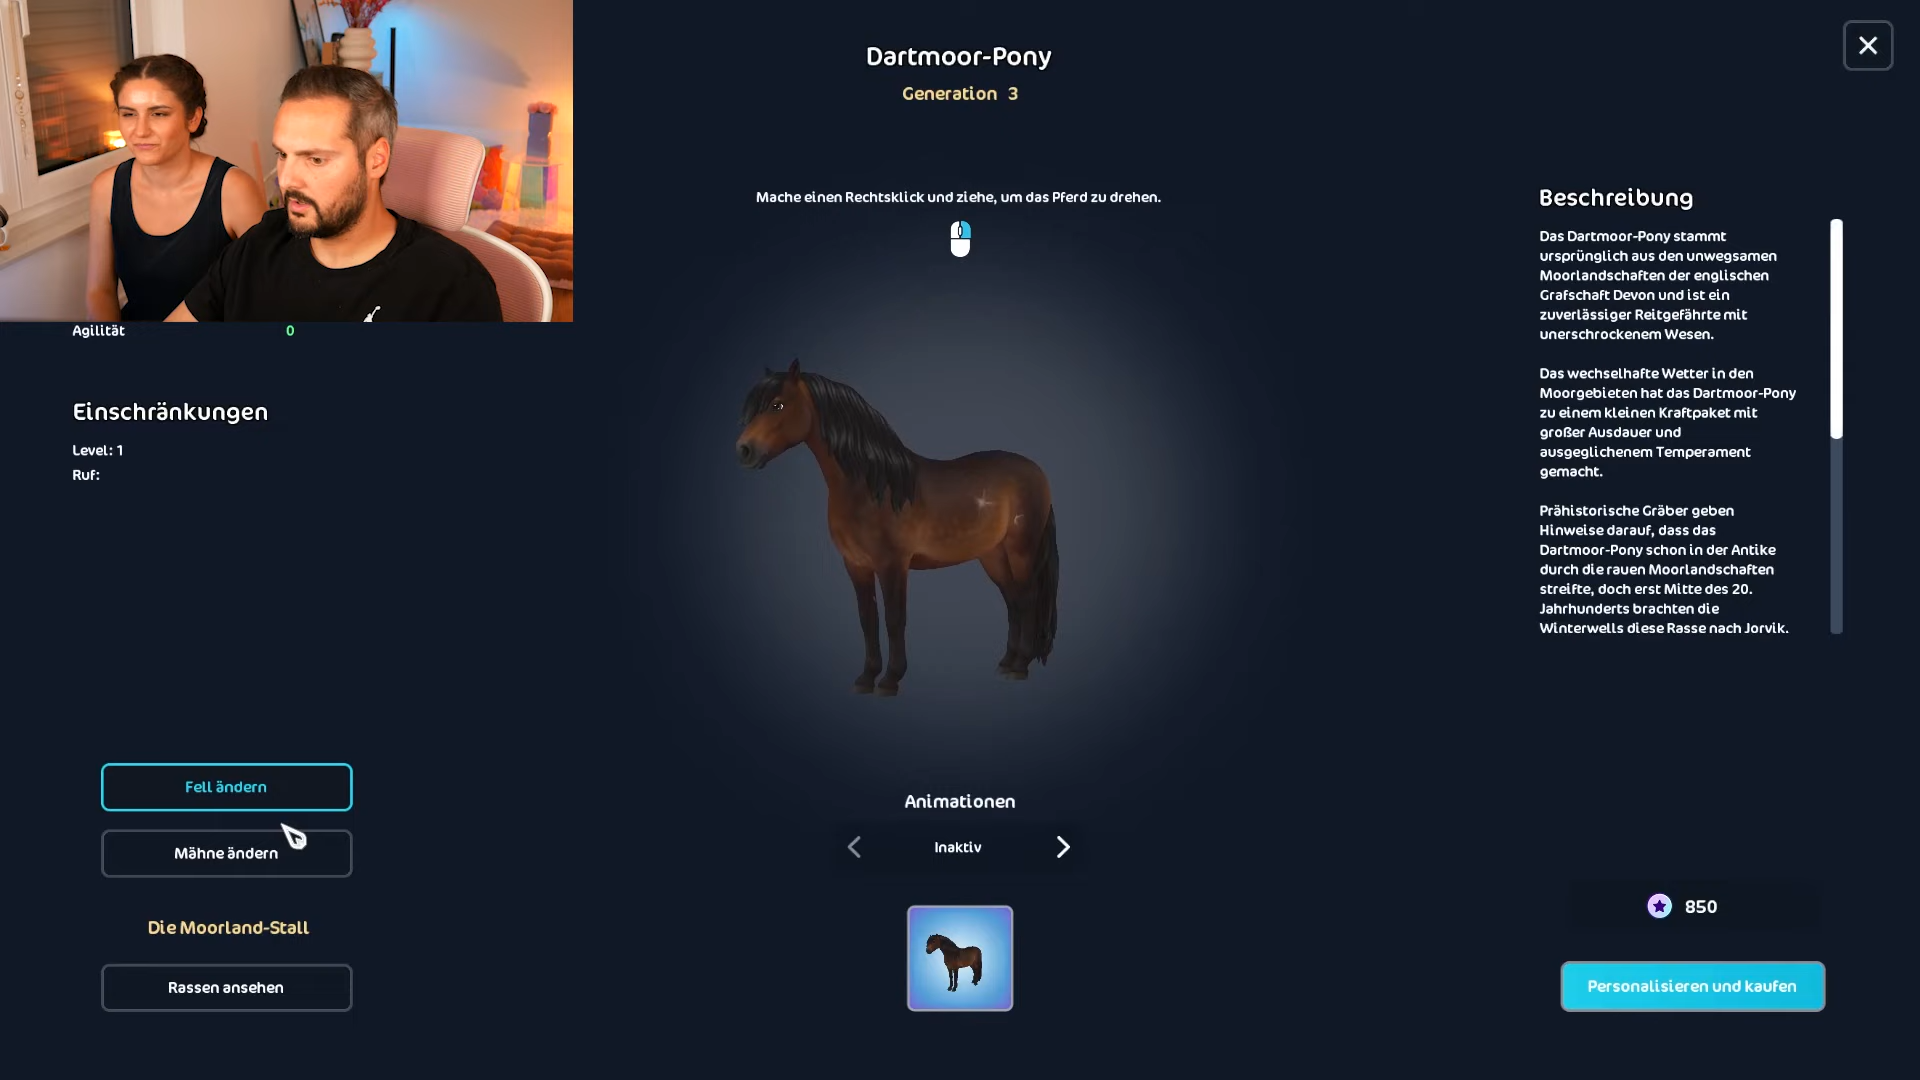 Dartmoor-Pony
Generation 3
Mache einen Rechtsklick und ziehe, um das Pferd zu drehen.
Agilität 0
Einschränkungen
Level: 1
Ruf:
Fell ändern
Mähne ändern
Die Moorland-Stall
Rassen ansehen
Animationen
Inaktiv
Beschreibung
Das Dartmoor-Pony stammt
ursprünglich aus den unwegsamen
Moorlandschaften der englischen
Grafschaft Devon und ist ein
zuverlässiger Reitgefährte mit
unerschrockenem Wesen.
Das wechselhafte Wetter in den
Moorgebieten hat das Dartmoor-Pony
zu einem kleinen Kraftpaket mit
großer Ausdauer und
ausgeglichenem Temperament
gemacht.
Prähistorische Gräber geben
Hinweise darauf, dass das
Dartmoor-Pony schon in der Antike
durch die rauen Moorlandschaften
streifte, doch erst Mitte des 20.
Jahrhunderts brachten die
Winterwells diese Rasse nach Jorvik.
850
Personalisieren und kaufen